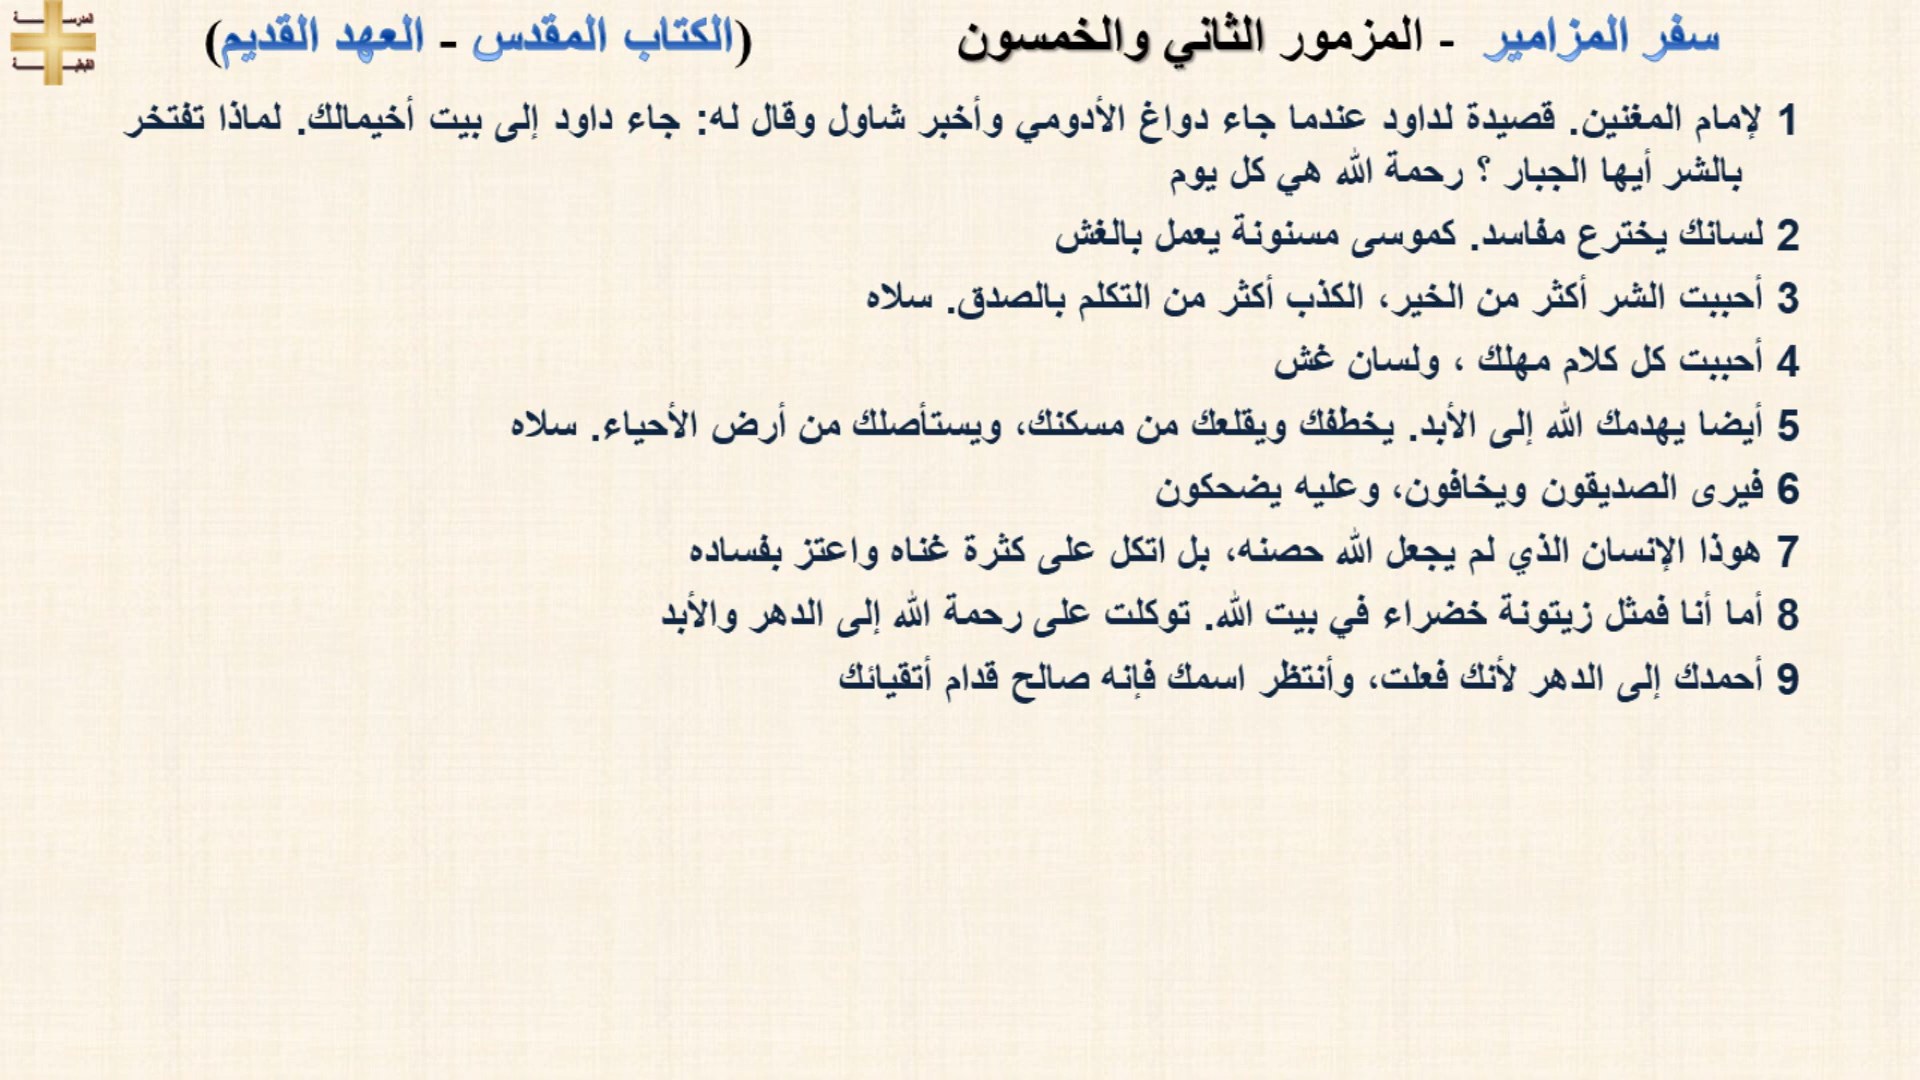 سفر المزامير - المزمور الثاني والخمسون (الكتاب المقدس - العهد القديم)
1 لإمام المغنين. قصيدة لداود عندما جاء دواغ الأدومي وأخبر شاول وقال له: جاء داود إلى بيت أخيمالك. لماذا تفتخر
بالشر أيها الجبار ؟ رحمة الله هي كل يوم
2 لسانك يخترع مفاسد. كموسى مسنونة يعمل بالغش
3 أحببت الشر أكثر من الخير، الكذب أكثر من التكلم بالصدق. سلاه
4 أحببت كل كلام مهلك ، ولسان غش
5 أيضا يهدمك الله إلى الأبد. يخطفك ويقلعك من مسكنك، ويستأصلك من أرض الأحياء. سلاه
6 فيرى الصديقون ويخافون، وعليه يضحكون
7 هوذا الإنسان الذي لم يجعل الله حصنه، بل اتكل على كثرة غناه واعتز بفساده
8 أما أنا فمثل زيتونة خضراء في بيت الله. توكلت على رحمة الله إلى الدهر والأبد
9 أحمدك إلى الدهر لأنك فعلت، وأنتظر اسمك فإنه صالح قدام أتقيائك